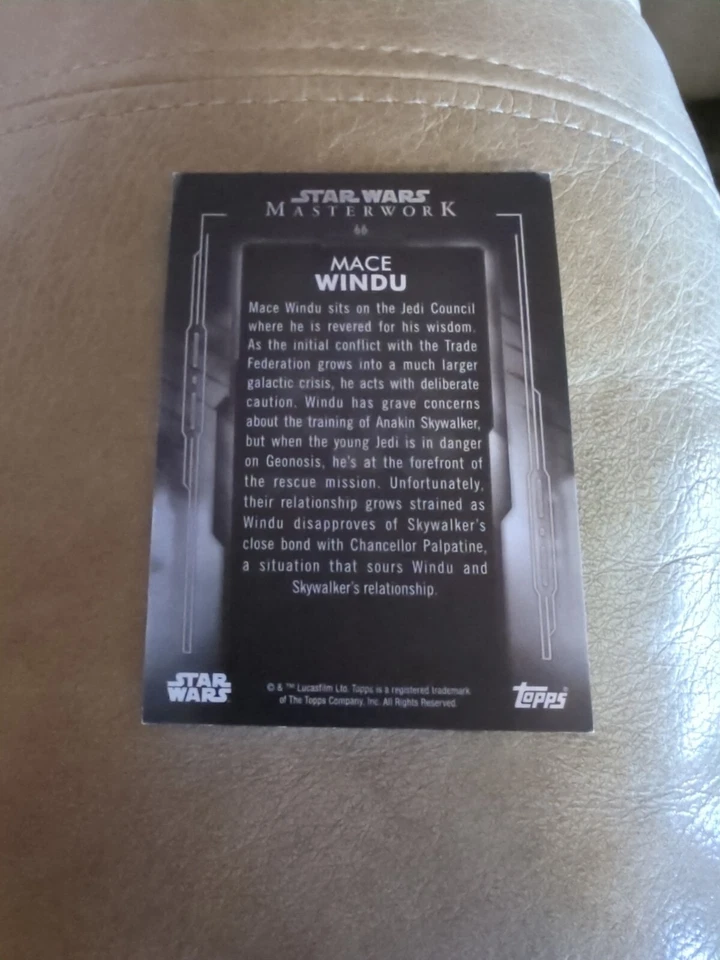 STAR WARS
MASTERWORK
66
MACE
WINDU
Mace Windu sits on the Jedi Council
where he is revered for his wisdom.
As the initial conflict with the Trade
Federation grows into a much larger
galactic crisis, he acts with deliberate
caution. Windu has grave concerns
about the training of Anakin Skywalker,
but when the young Jedi is in danger
on Geonosis, he's at the forefront of
the rescue mission. Unfortunately,
their relationship grows strained as
Windu disapproves of Skywalker's
close bond with Chancellor Palpatine,
a situation that sours Windu and
Skywalker's relationship.
STAR
WARS
© & ™ Lucasfilm Ltd. Topps is a registered trademark
of The Topps Company, Inc. All Rights Reserved.
Topps®